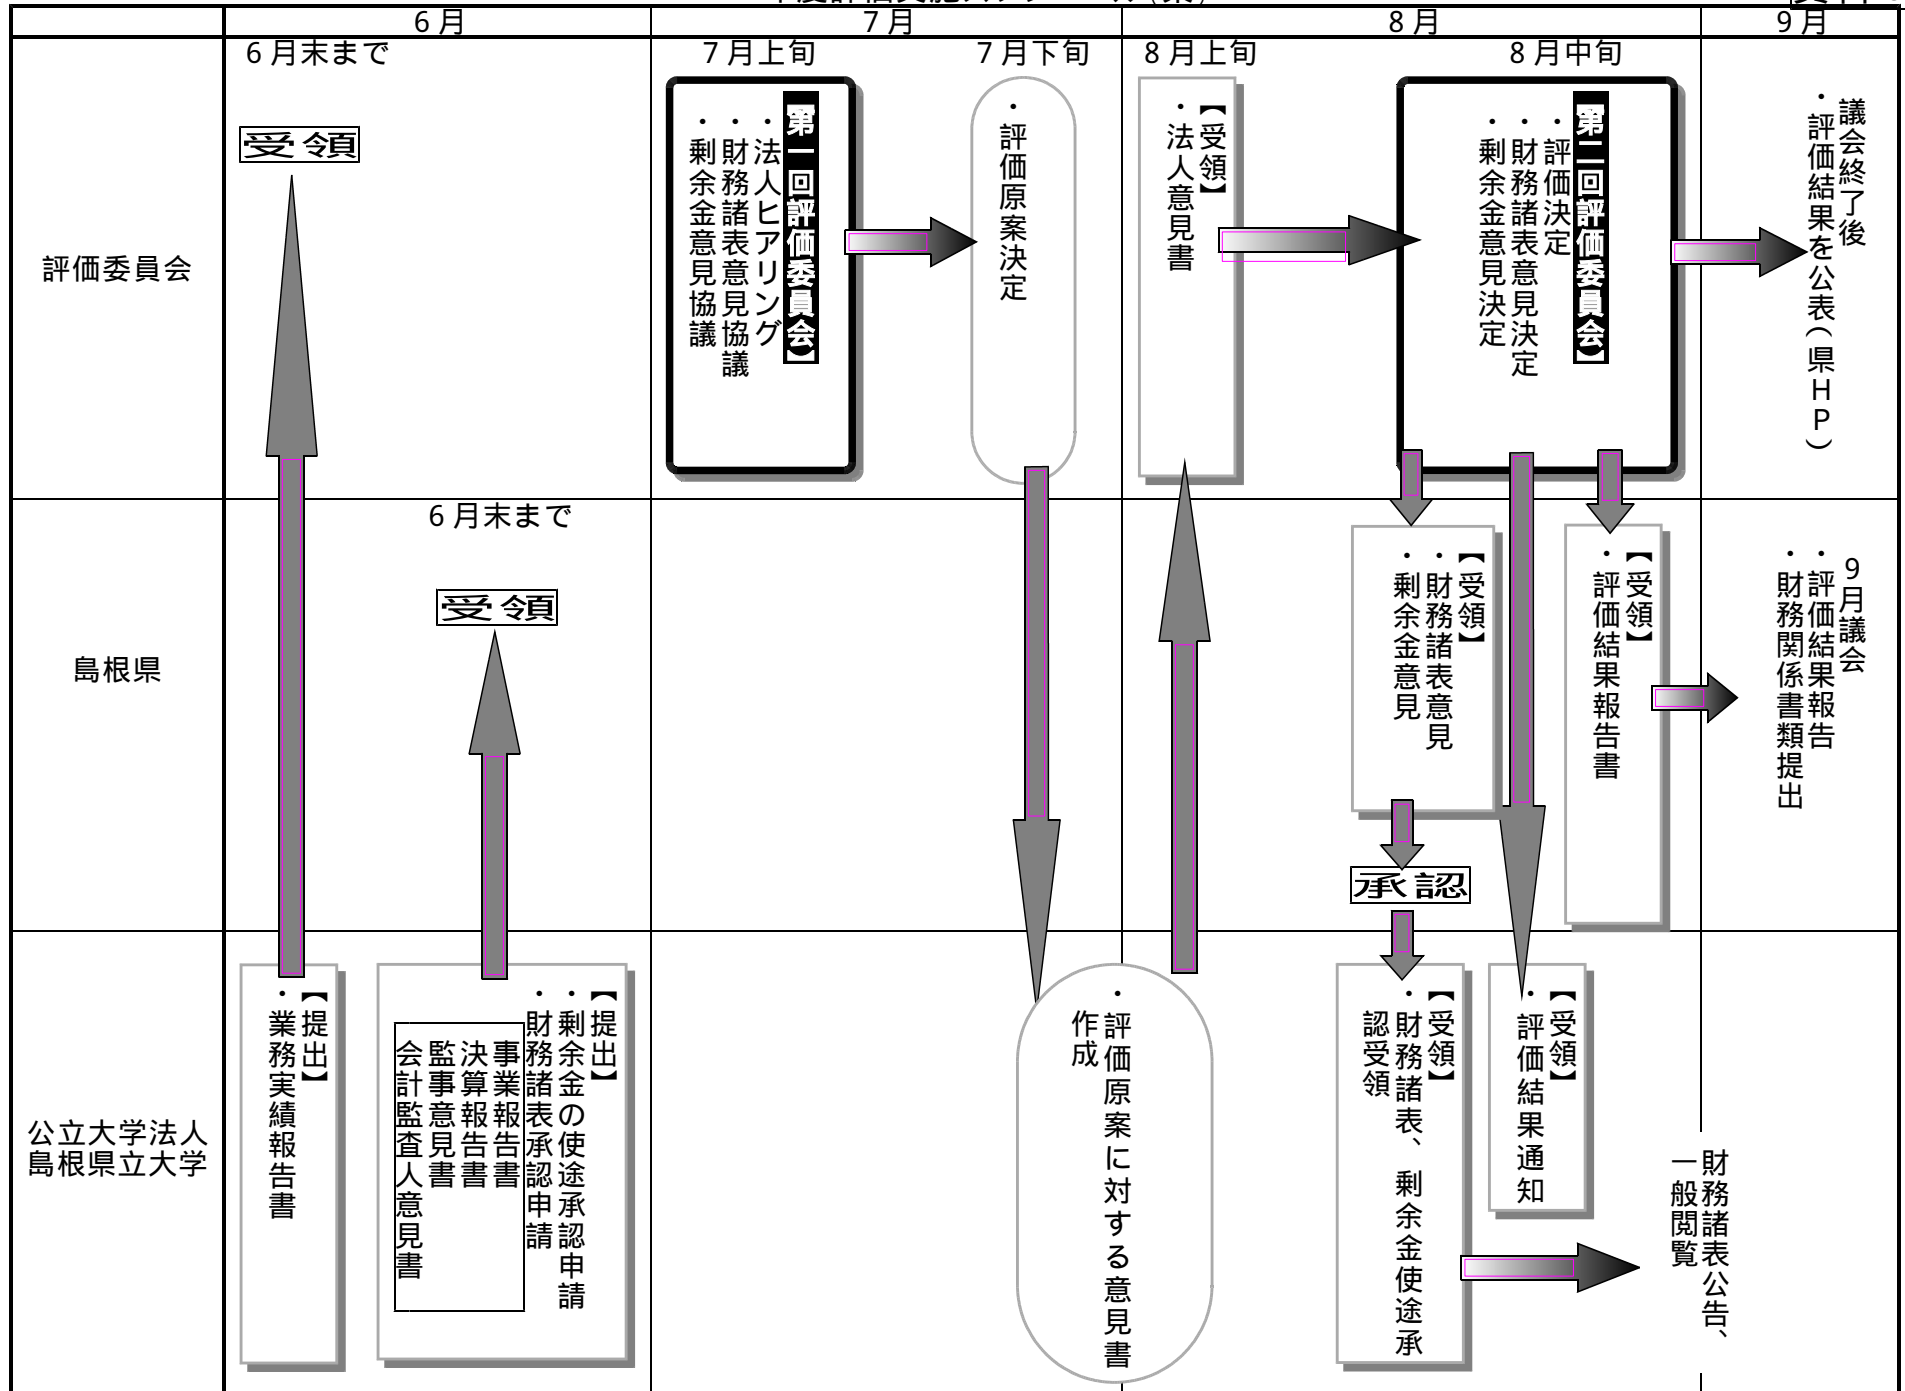 年度評価実施スケジュール(案)
6月
7月
8月
9月
評価委員会
6月末まで
受領
7月上旬
【第一回評価委員会】
・法人ヒアリング
・財務諸表意見協議
・剰余金意見協議
7月下旬
・評価原案決定
8月上旬
【受領】
・法人意見書
8月中旬
【第二回評価委員会】
・評価決定
・財務諸表意見決定
・剰余金意見決定
議会終了後
・評価結果を公表(県HP)
島根県
6月末まで
受領
【受領】
・財務諸表意見
・剰余金意見
承認
【受領】
・評価結果報告書
9月議会
・評価結果報告
・財務関係書類提出
公立大学法人
島根県立大学
【提出】
・業務実績報告書
【提出】
・剰余金の使途承認申請
・財務諸表承認申請
事業報告書
決算報告書
監事意見書
会計監査人意見書
・評価原案に対する意見書
作成
【受領】
・財務諸表、剰余金使途承
認受領
【受領】
・評価結果通知
財務諸表公告、
一般閲覧